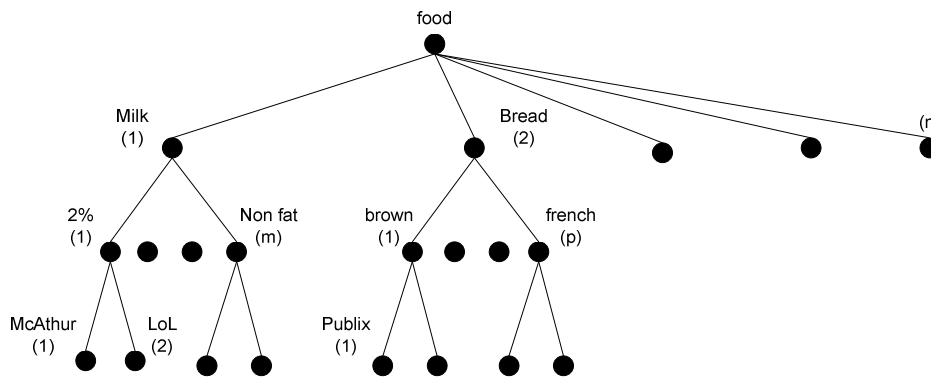 food
Milk
(1)
Bread
(2)
2%
(1)
Non fat
(m)
brown
(1)
french
(p)
McAthur
(1)
LoL
(2)
Publix
(1)